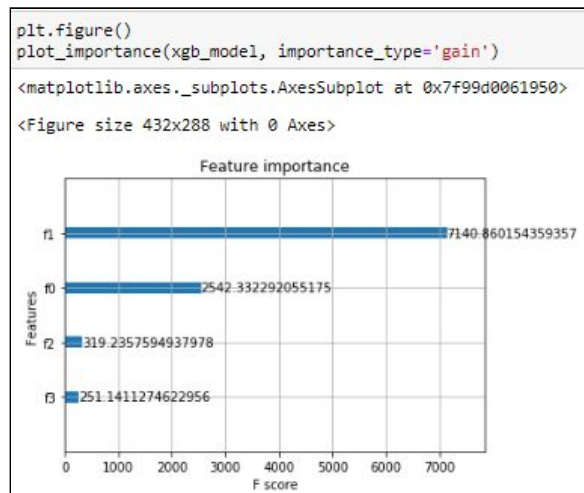 plt.figure()
plot_importance(xgb_model, importance_type='gain')
<matplotlib.axes._subplots.AxesSubplot at 0x7f99d0061950>
<Figure size 432x288 with 0 Axes>
Feature importance
f1
7140.860154359357
f0
2542.332292055175
Features
f2
319.2357594937978
f3
251.1411274622956
0 1000 2000 3000 4000 5000 6000 7000
F score